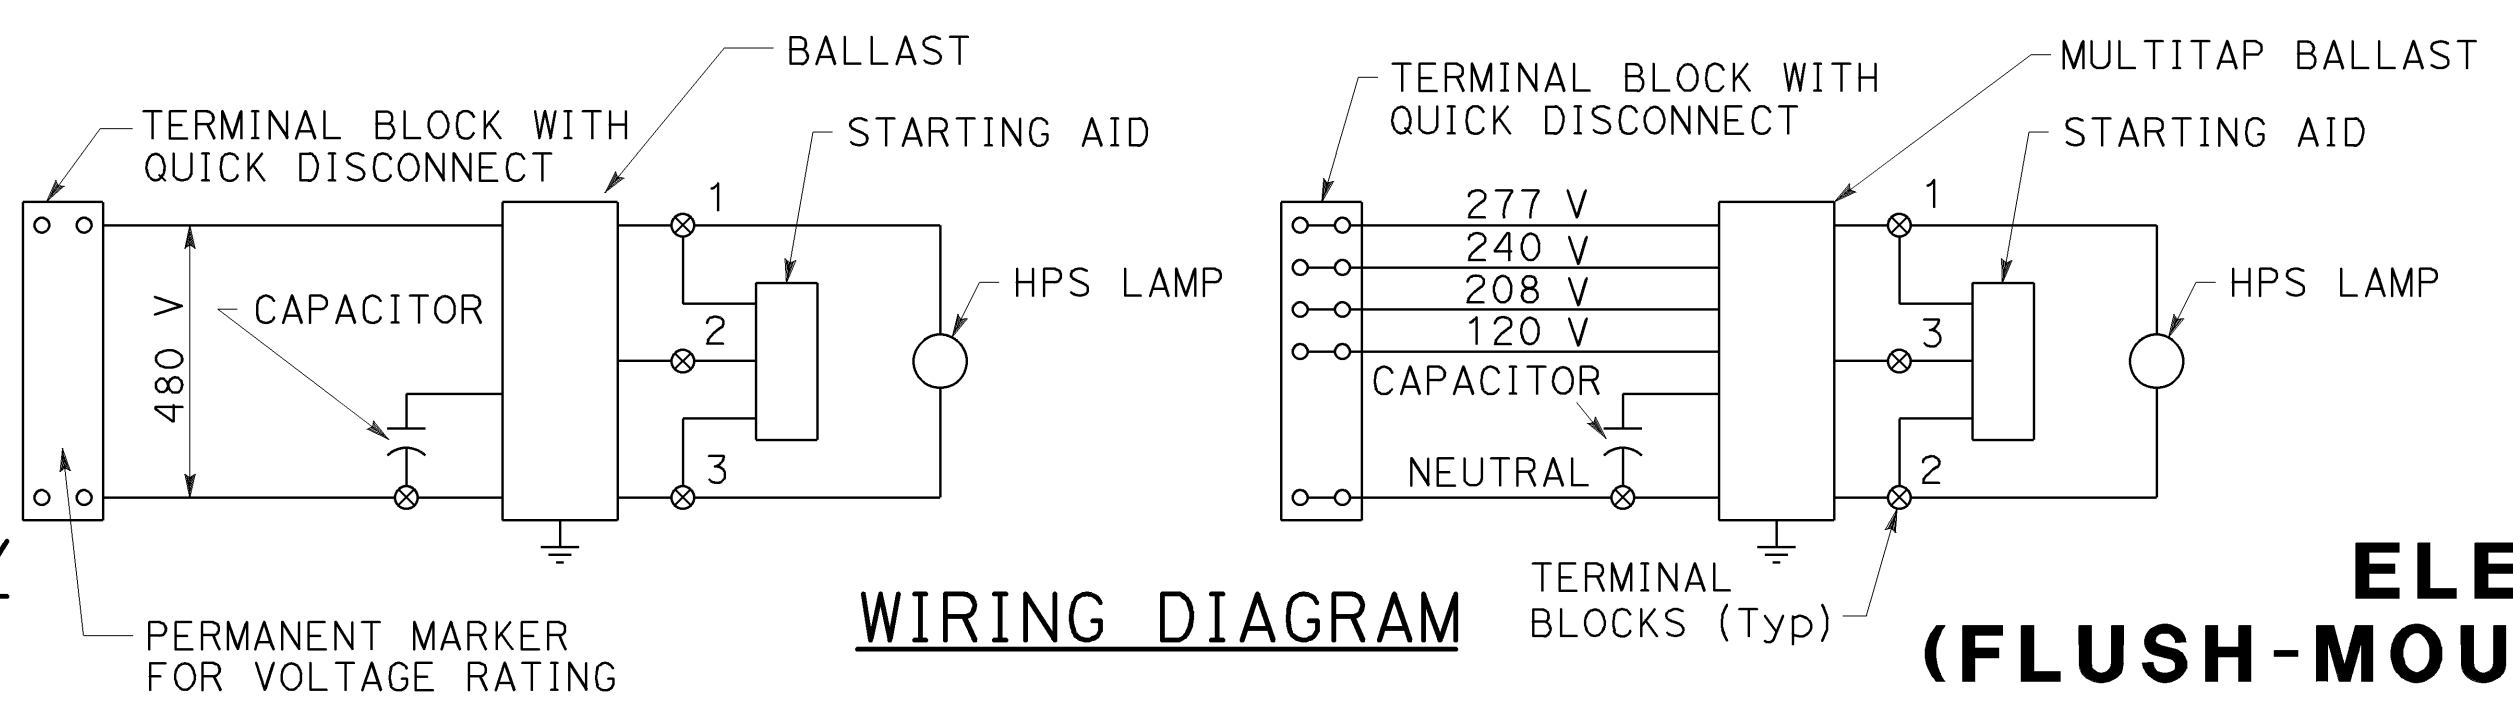 BALLAST
TERMINAL BLOCK WITH
QUICK DISCONNECT
STARTING AID
1
480 V
CAPACITOR
HPS LAMP
2
3
PERMANENT MARKER
FOR VOLTAGE RATING
WIRING DIAGRAM
TERMINAL BLOCK WITH
QUICK DISCONNECT
MULTITAP BALLAST
STARTING AID
277 V
240 V
208 V
120 V
CAPACITOR
NEUTRAL
1
3
2
HPS LAMP
TERMINAL
BLOCKS (Typ)
ELE
(FLUSH-MOU